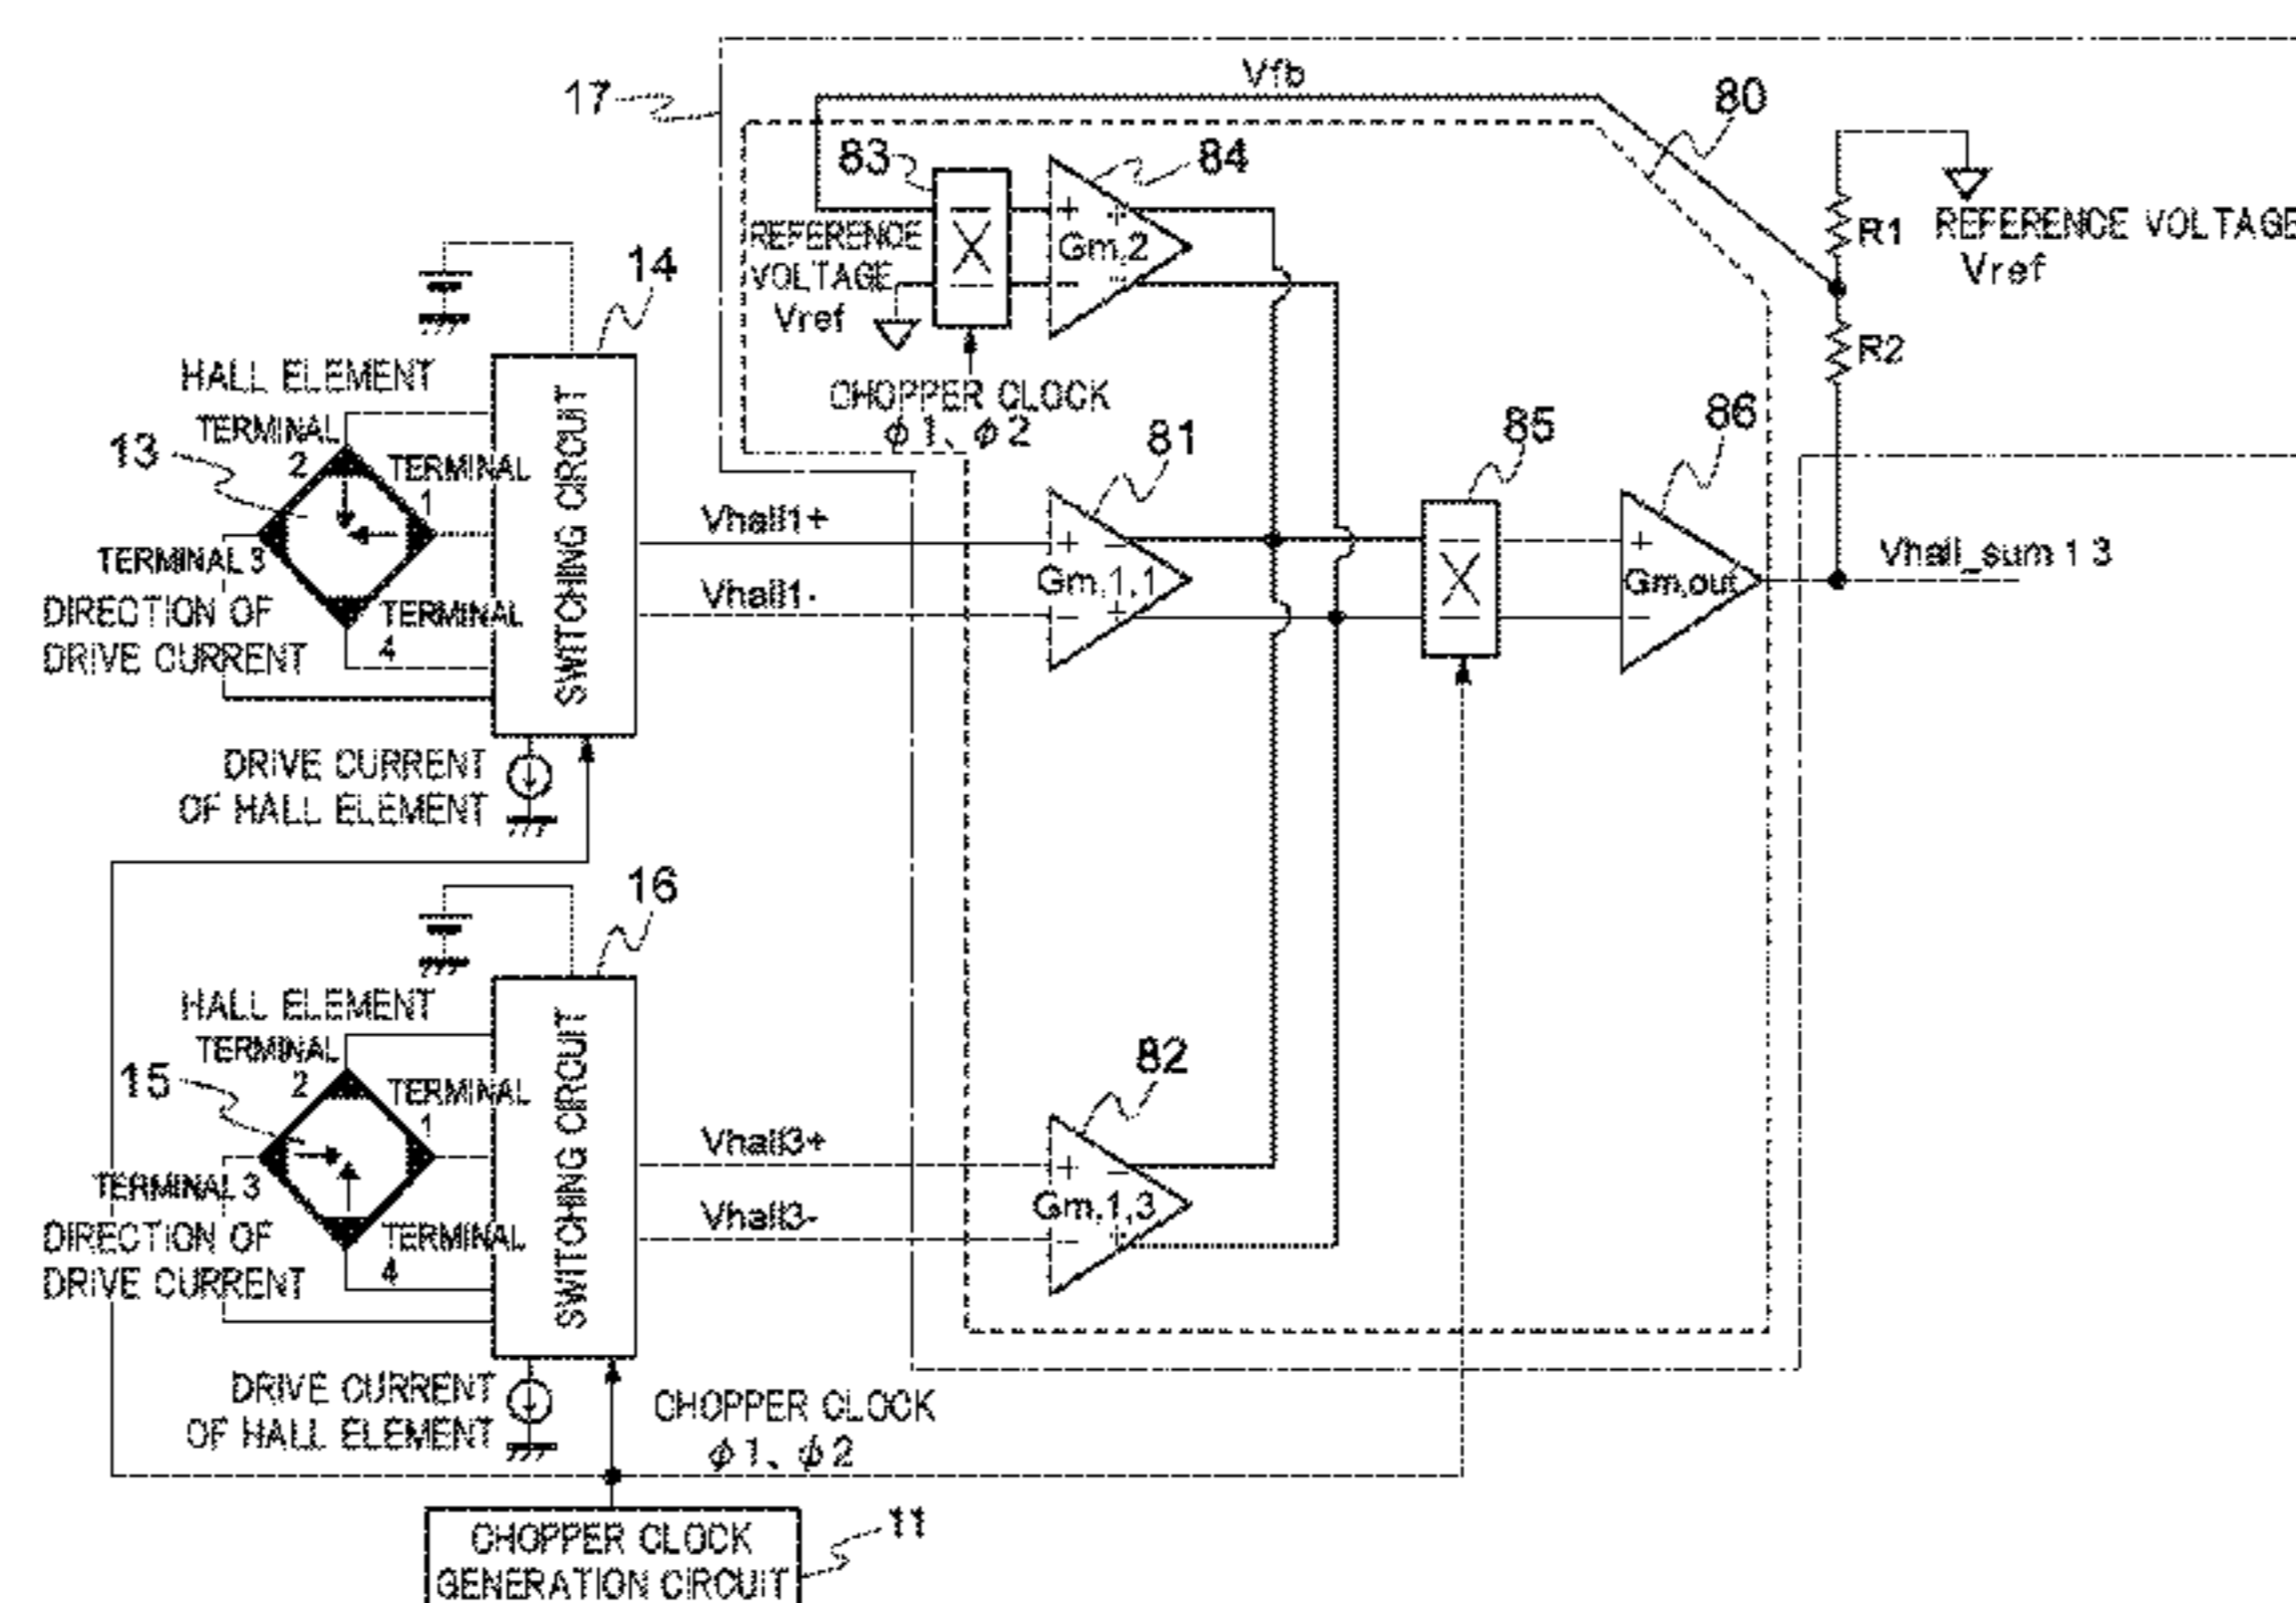 Vfb
17
80
83
84
REFERENCE
VOLTAGE
Vref
+
+
Gm,2
−
−
R1
REFERENCE VOLTAGE
Vref
R2
CHOPPER CLOCK
ϕ1、ϕ2
14
HALL ELEMENT
TERMINAL
2
TERMINAL
1
13
TERMINAL 3
TERMINAL
4
DIRECTION OF
DRIVE CURRENT
SWITCHING CIRCUIT
DRIVE CURRENT
OF HALL ELEMENT
Vhall1+
Vhall1-
81
+
−
Gm,1,1
−
+
85
86
+
Gm,out
−
Vhall_sum 1 3
16
HALL ELEMENT
TERMINAL
2
TERMINAL
1
15
TERMINAL 3
TERMINAL
4
DIRECTION OF
DRIVE CURRENT
SWITCHING CIRCUIT
DRIVE CURRENT
OF HALL ELEMENT
Vhall3+
Vhall3-
82
+
−
Gm,1,3
−
+
CHOPPER CLOCK
ϕ1、ϕ2
CHOPPER CLOCK
GENERATION CIRCUIT
11